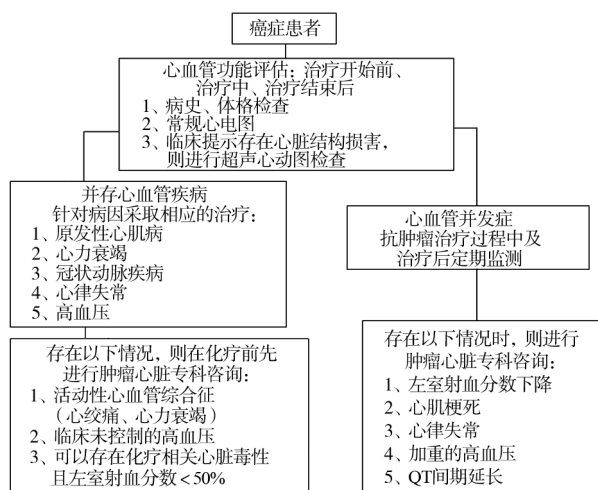 癌症患者
心血管功能评估：治疗开始前、
治疗中、治疗结束后
1、病史、体格检查
2、常规心电图
3、临床提示存在心脏结构损害，
则进行超声心动图检查
并存心血管疾病
针对病因采取相应的治疗：
1、原发性心肌病
2、心力衰竭
3、冠状动脉疾病
4、心律失常
5、高血压
心血管并发症
抗肿瘤治疗过程中及
治疗后定期监测
存在以下情况，则在化疗前先
进行肿瘤心脏专科咨询：
1、活动性心血管综合征
（心绞痛、心力衰竭）
2、临床未控制的高血压
3、可以存在化疗相关心脏毒性
且左室射血分数<50%
存在以下情况时，则进行
肿瘤心脏专科咨询：
1、左室射血分数下降
2、心肌梗死
3、心律失常
4、加重的高血压
5、QT间期延长